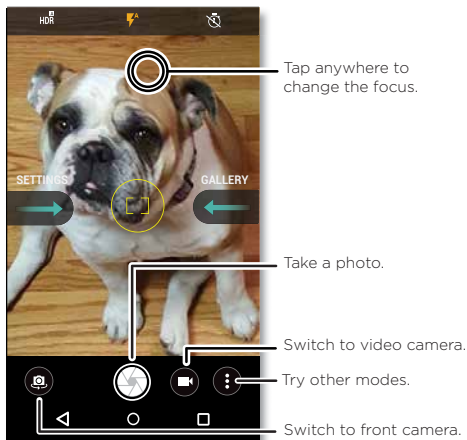 HDR
A
Tap anywhere to
change the focus.
SETTINGS
GALLERY
Take a photo.
Switch to video camera.
Try other modes.
Switch to front camera.